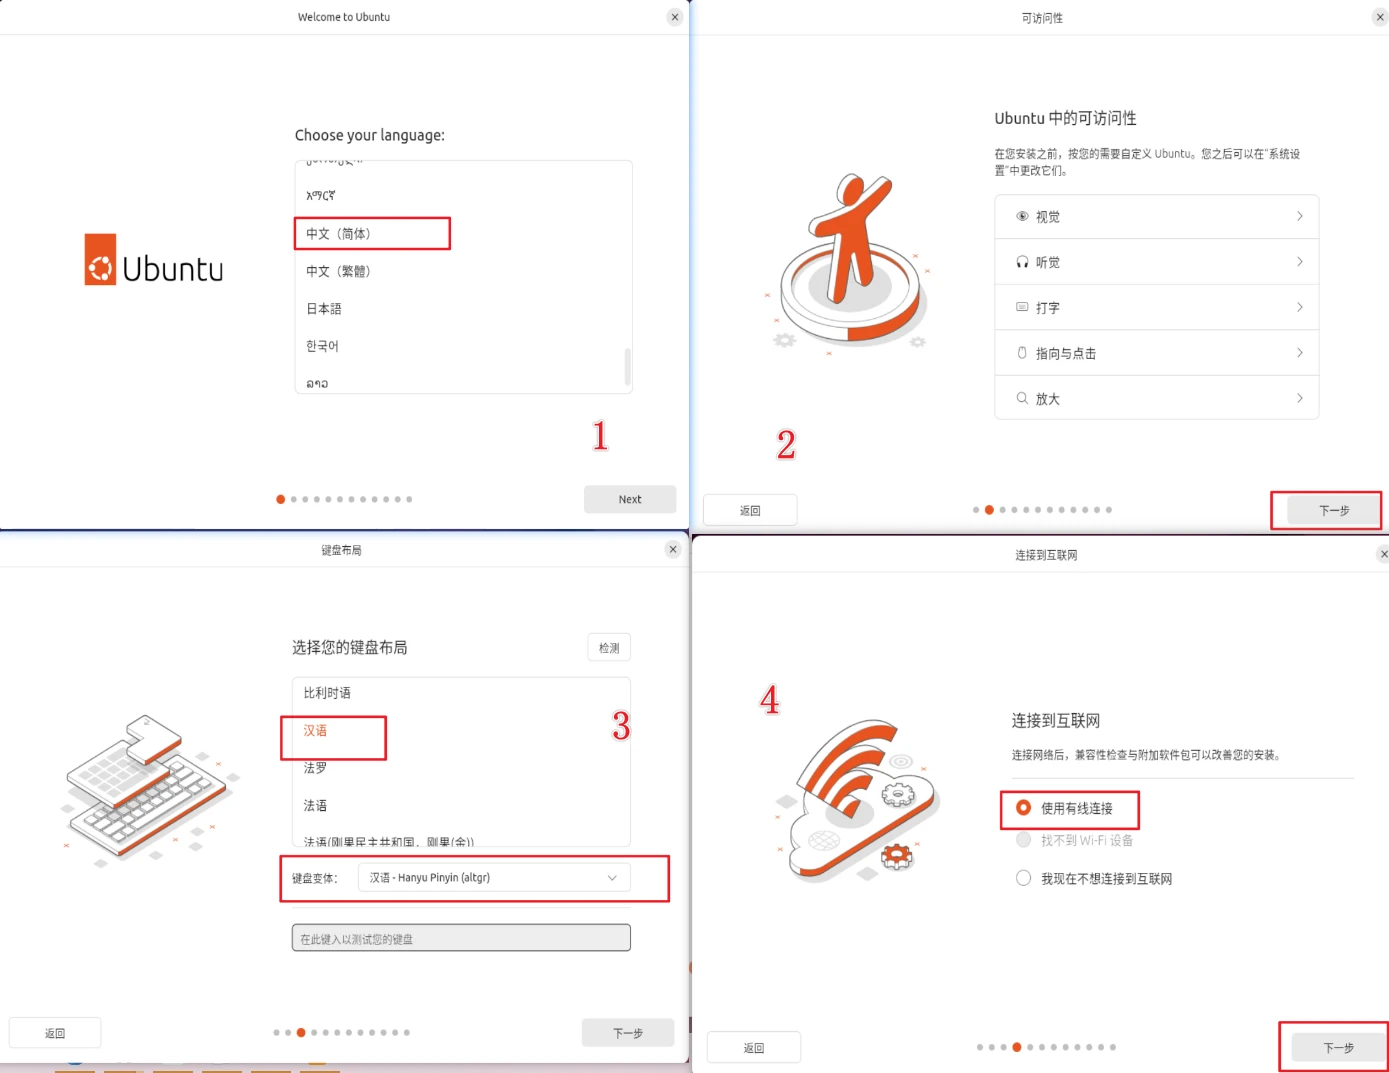 Welcome to Ubuntu
Choose your language:
አማርኛ
中文（简体）
中文（繁體）
日本語
한국어
ລາວ
Ubuntu
1
Next
可访问性
Ubuntu 中的可访问性
在您安装之前，按您的需要自定义 Ubuntu。您之后可以在"系统设
置"中更改它们。
视觉
听觉
打字
指向与点击
放大
2
返回
下一步
键盘布局
选择您的键盘布局
检测
比利时语
汉语
3
法罗
法语
法语(刚果民主共和国，刚果(金))
键盘变体：
汉语 - Hanyu Pinyin (altgr)
在此键入以测试您的键盘
返回
下一步
连接到互联网
4
连接到互联网
连接网络后，兼容性检查与附加软件包可以改善您的安装。
使用有线连接
找不到 Wi-Fi 设备
我现在不想连接到互联网
返回
下一步